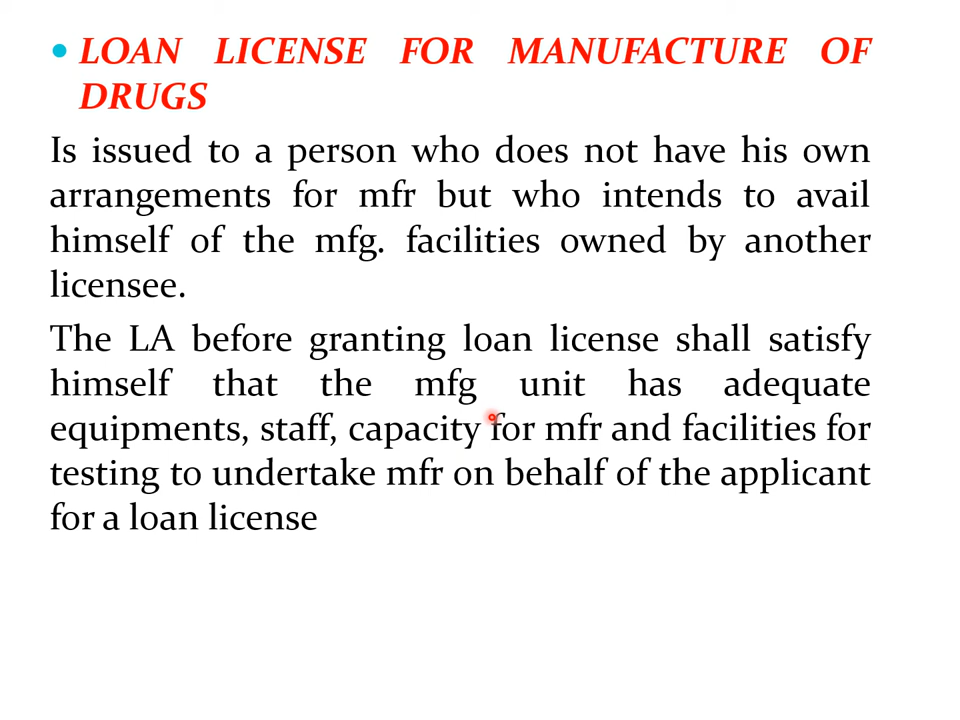 LOAN LICENSE FOR MANUFACTURE OF
DRUGS
Is issued to a person who does not have his own
arrangements for mfr but who intends to avail
himself of the mfg. facilities owned by another
licensee.
The LA before granting loan license shall satisfy
himself that the mfg unit has adequate
equipments, staff, capacity for mfr and facilities for
testing to undertake mfr on behalf of the applicant
for a loan license